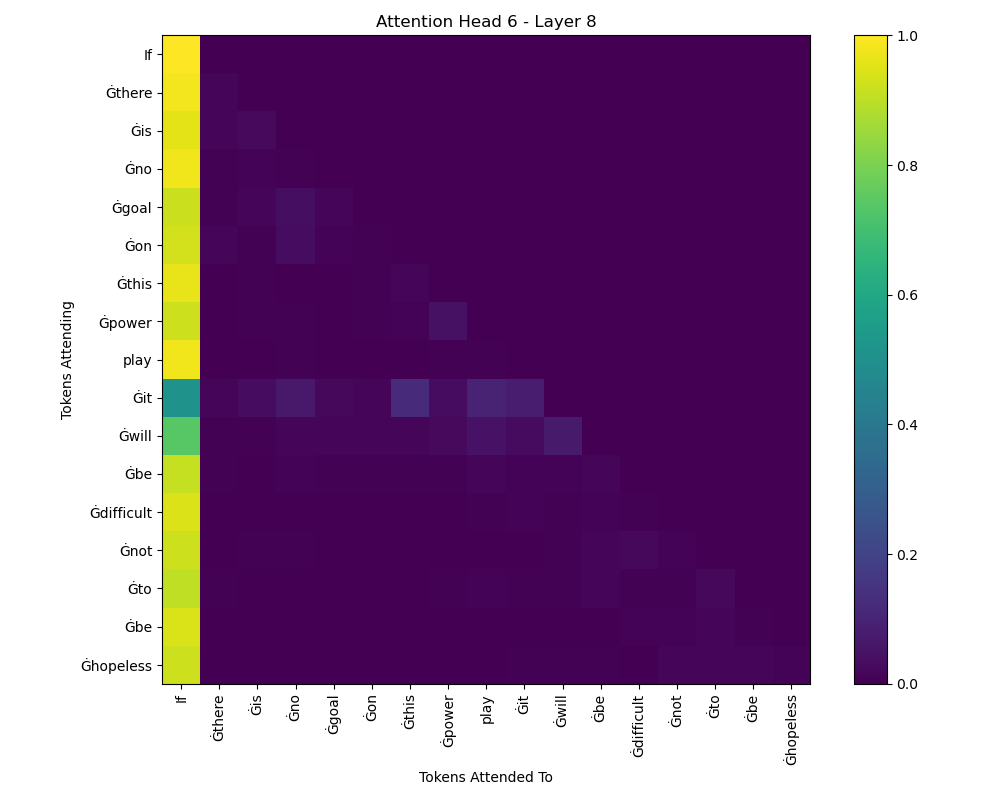 Attention Head 6 - Layer 8
If
Ġthere
Ġis
Ġno
Ġgoal
Ġon
Ġthis
Ġpower
play
Ġit
Ġwill
Ġbe
Ġdifficult
Ġnot
Ġto
Ġbe
Ġhopeless
Tokens Attending
If
Ġthere
Ġis
Ġno
Ġgoal
Ġon
Ġthis
Ġpower
play
Ġit
Ġwill
Ġbe
Ġdifficult
Ġnot
Ġto
Ġbe
Ġhopeless
Tokens Attended To
1.0
0.8
0.6
0.4
0.2
0.0